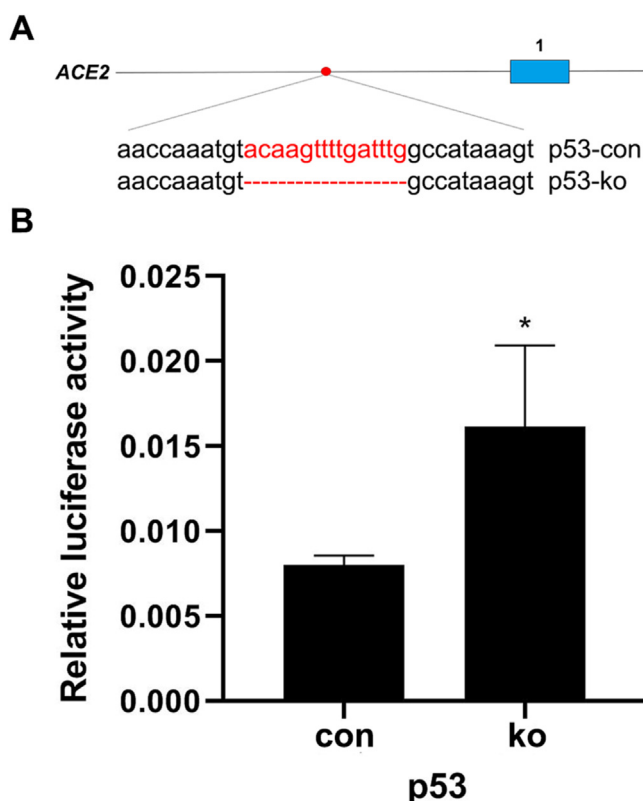 A
1
ACE2
aaccaaatgtacaagttttgatttggccataaagt p53-con
aaccaaatgt-----------------gccataaagt p53-ko
B
Relative luciferase activity
0.025
0.020
0.015
0.010
0.005
0.000
*
con ko
p53